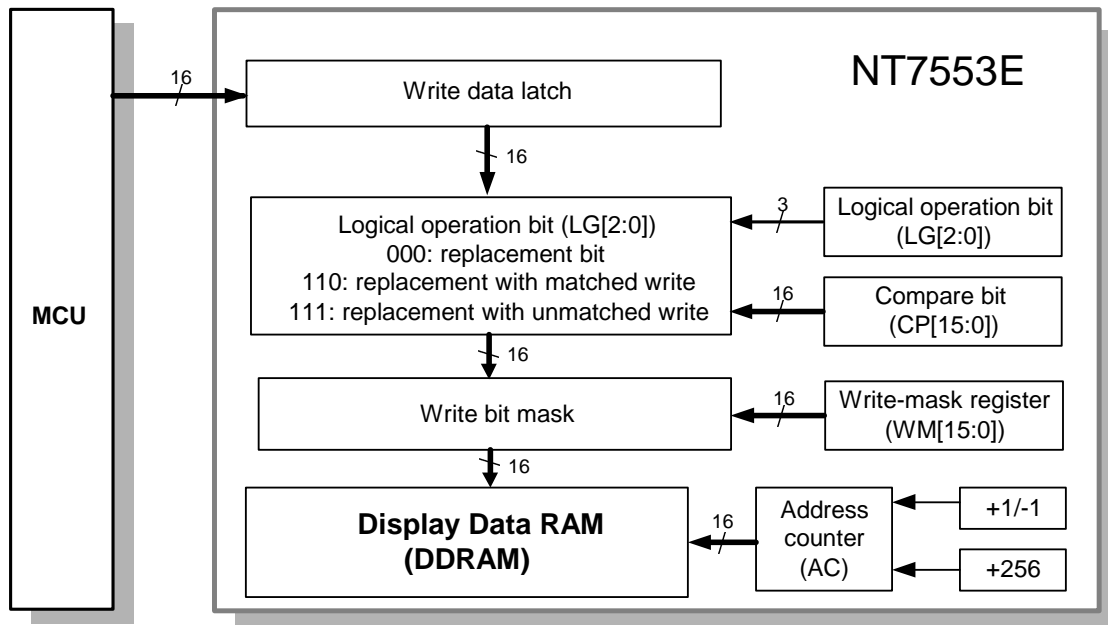 MCU
NT7553E
16
Write data latch
16
Logical operation bit (LG[2:0])
000: replacement bit
110: replacement with matched write
111: replacement with unmatched write
3
Logical operation bit
(LG[2:0])
16
Compare bit
(CP[15:0])
16
Write bit mask
16
Write-mask register
(WM[15:0])
16
Display Data RAM
(DDRAM)
16
Address
counter
(AC)
+1/-1
+256